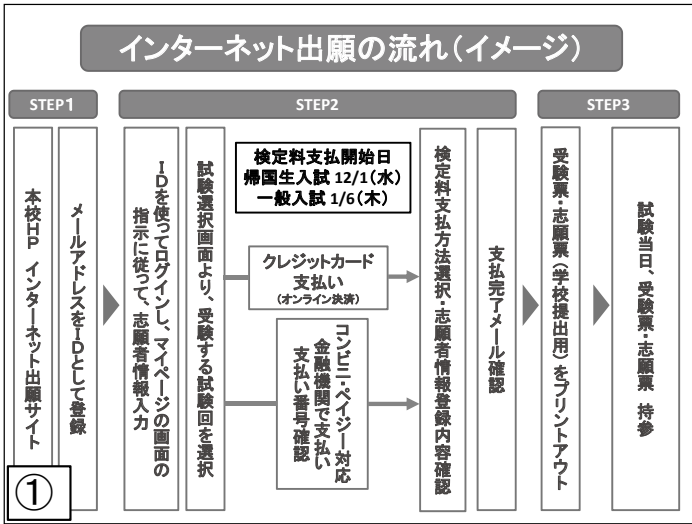 インターネット出願の流れ(イメージ)
STEP1
STEP2
STEP3
本校HP インターネット出願サイト
メールアドレスをIDとして登録
IDを使ってログインし、マイページの画面の
指示に従って、志願者情報入力
試験選択画面より、受験する試験回を選択
検定料支払開始日
帰国生入試 12/1(水)
一般入試 1/6(木)
クレジットカード
支払い
(オンライン決済)
コンビニ・ペイジー対応
金融機関で支払い
支払い番号確認
検定料支払方法選択・志願者情報登録内容確認
支払完了メール確認
受験票・志願票(学校提出用)をプリントアウト
試験当日、受験票・志願票 持参
①